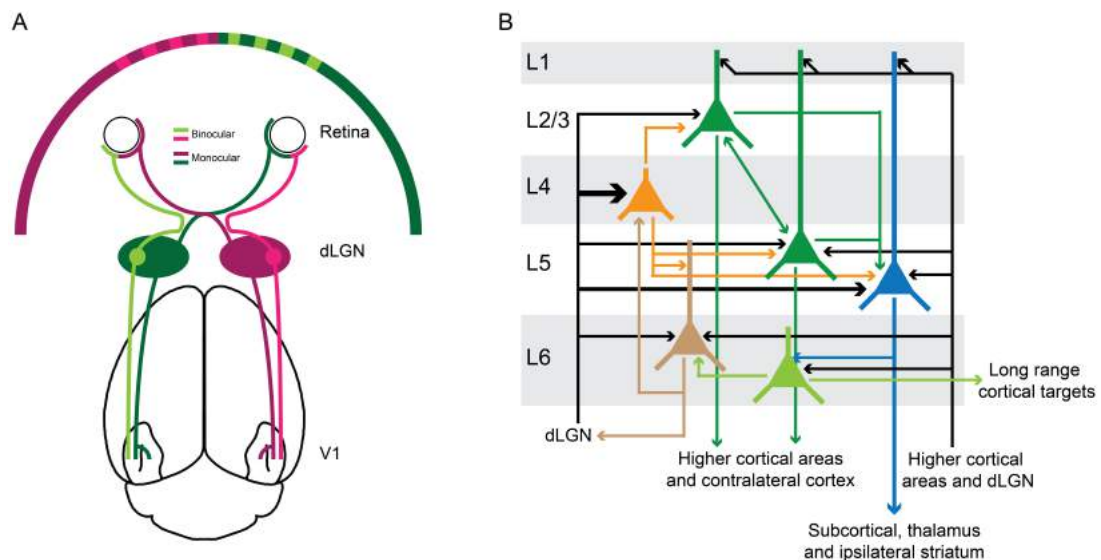 A
Retina
Binocular
Monocular
dLGN
V1
B
L1
L2/3
L4
L5
L6
dLGN
Long range
cortical targets
Higher cortical areas
and contralateral cortex
Higher cortical
areas and dLGN
Subcortical, thalamus
and ipsilateral striatum